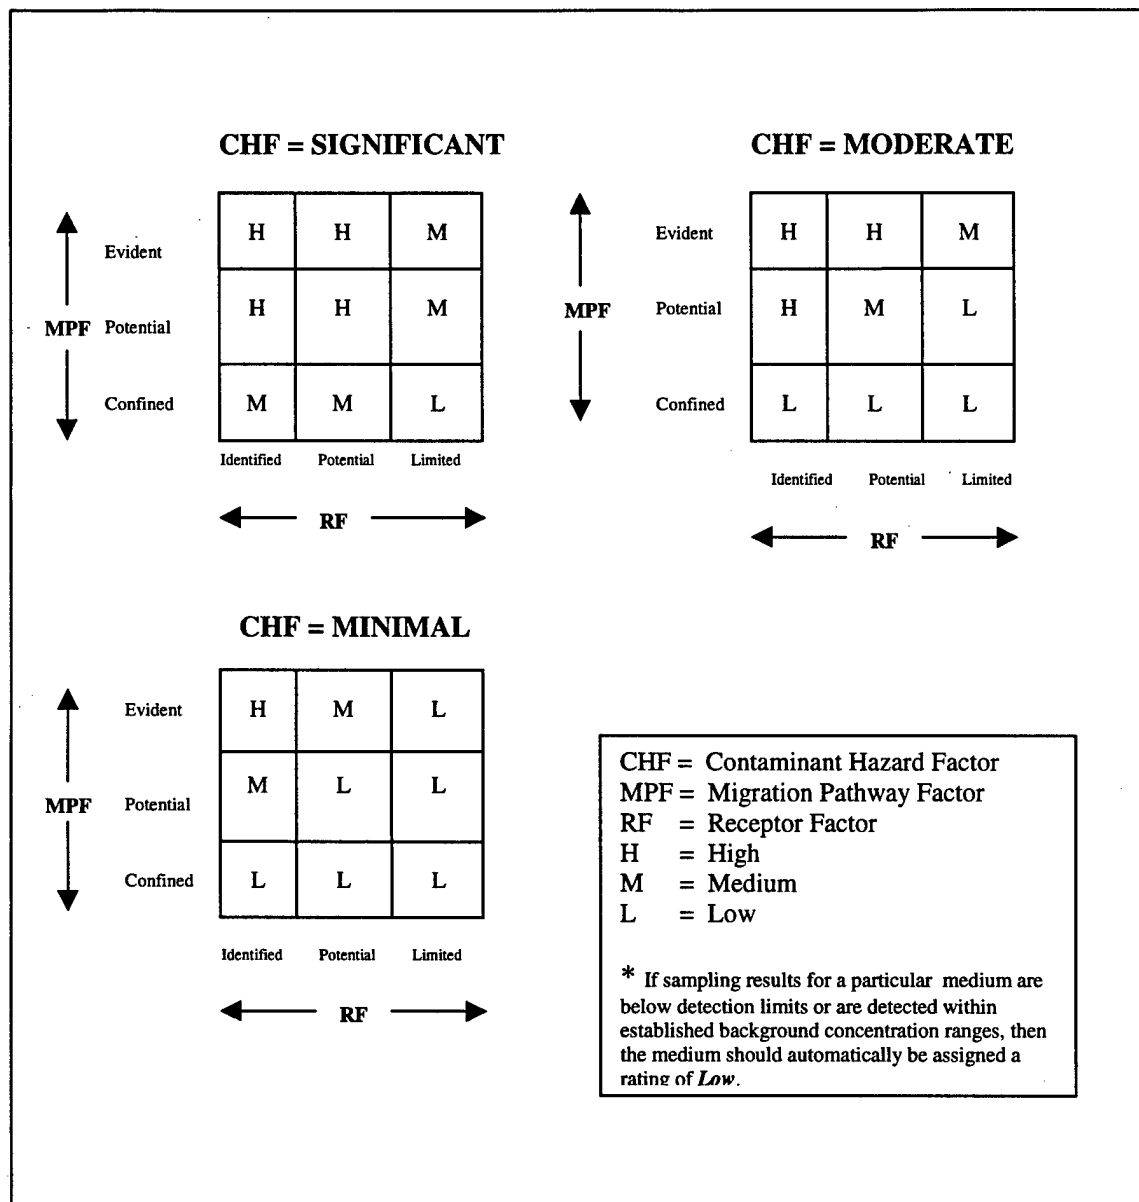 CHF = SIGNIFICANT
Evident H H M
MPF Potential H H M
Confined M M L
Identified Potential Limited
RF
CHF = MODERATE
Evident H H M
MPF Potential H M L
Confined L L L
Identified Potential Limited
RF
CHF = MINIMAL
Evident H M L
MPF Potential M L L
Confined L L L
Identified Potential Limited
RF
CHF = Contaminant Hazard Factor
MPF = Migration Pathway Factor
RF = Receptor Factor
H = High
M = Medium
L = Low
* If sampling results for a particular medium are
below detection limits or are detected within
established background concentration ranges, then
the medium should automatically be assigned a
rating of Low.